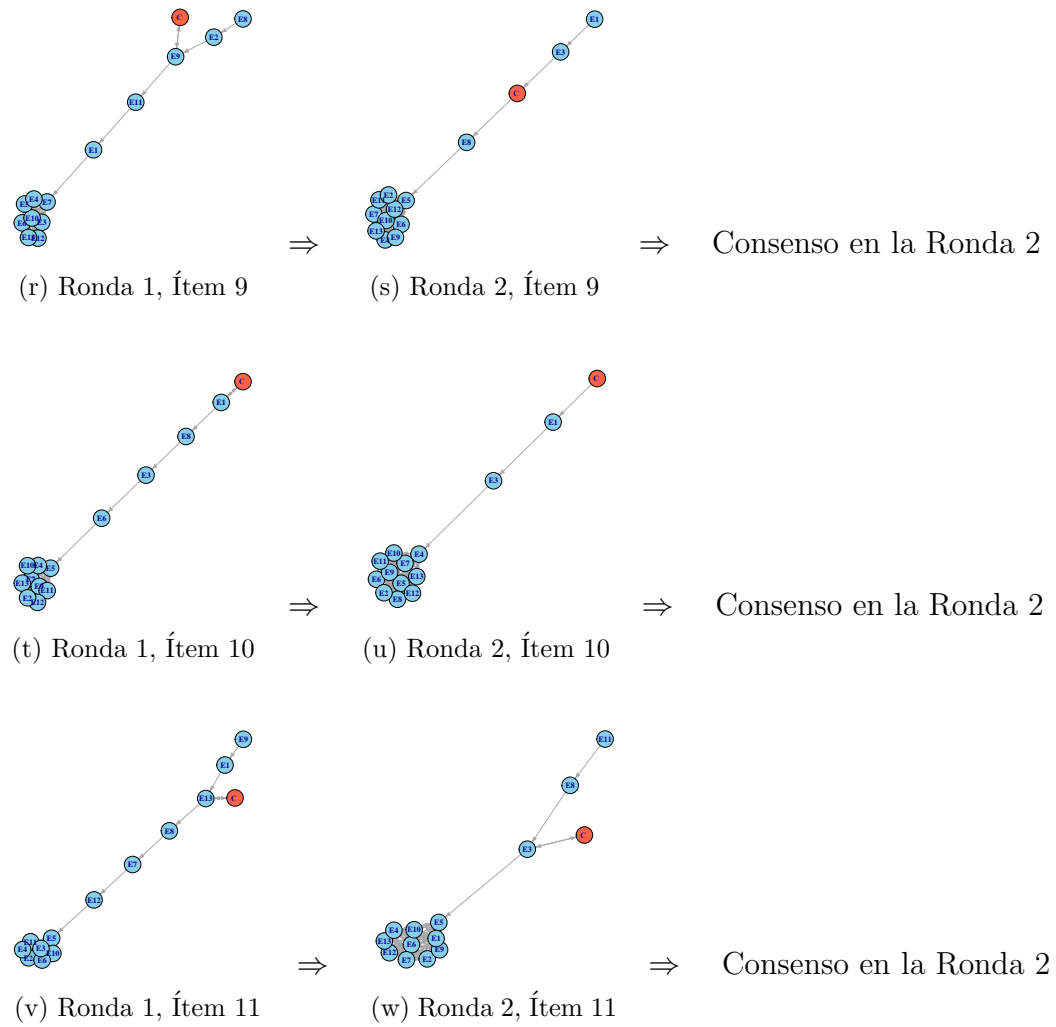 C
E8
E2
E9
E11
E1
E4
E7
E10
E3
E12
E1
E3
C
E8
E2
E5
E12
E7
E10
E6
E13
E9
⇒
⇒
Consenso en la Ronda 2
(r) Ronda 1, Ítem 9
(s) Ronda 2, Ítem 9
C
E1
E8
E3
E6
E10
E4
E5
E13
E11
E2
E12
C
E1
E3
E10
E4
E11
E7
E9
E13
E6
E5
E2
E12
E8
⇒
⇒
Consenso en la Ronda 2
(t) Ronda 1, Ítem 10
(u) Ronda 2, Ítem 10
E9
E1
E13
C
E8
E7
E12
E5
E4
E3
E10
E2
E6
E11
E8
C
E3
E5
E4
E10
E13
E1
E6
E9
E12
E7
E2
⇒
⇒
Consenso en la Ronda 2
(v) Ronda 1, Ítem 11
(w) Ronda 2, Ítem 11